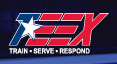 TEEX
TRAIN • SERVE • RESPOND